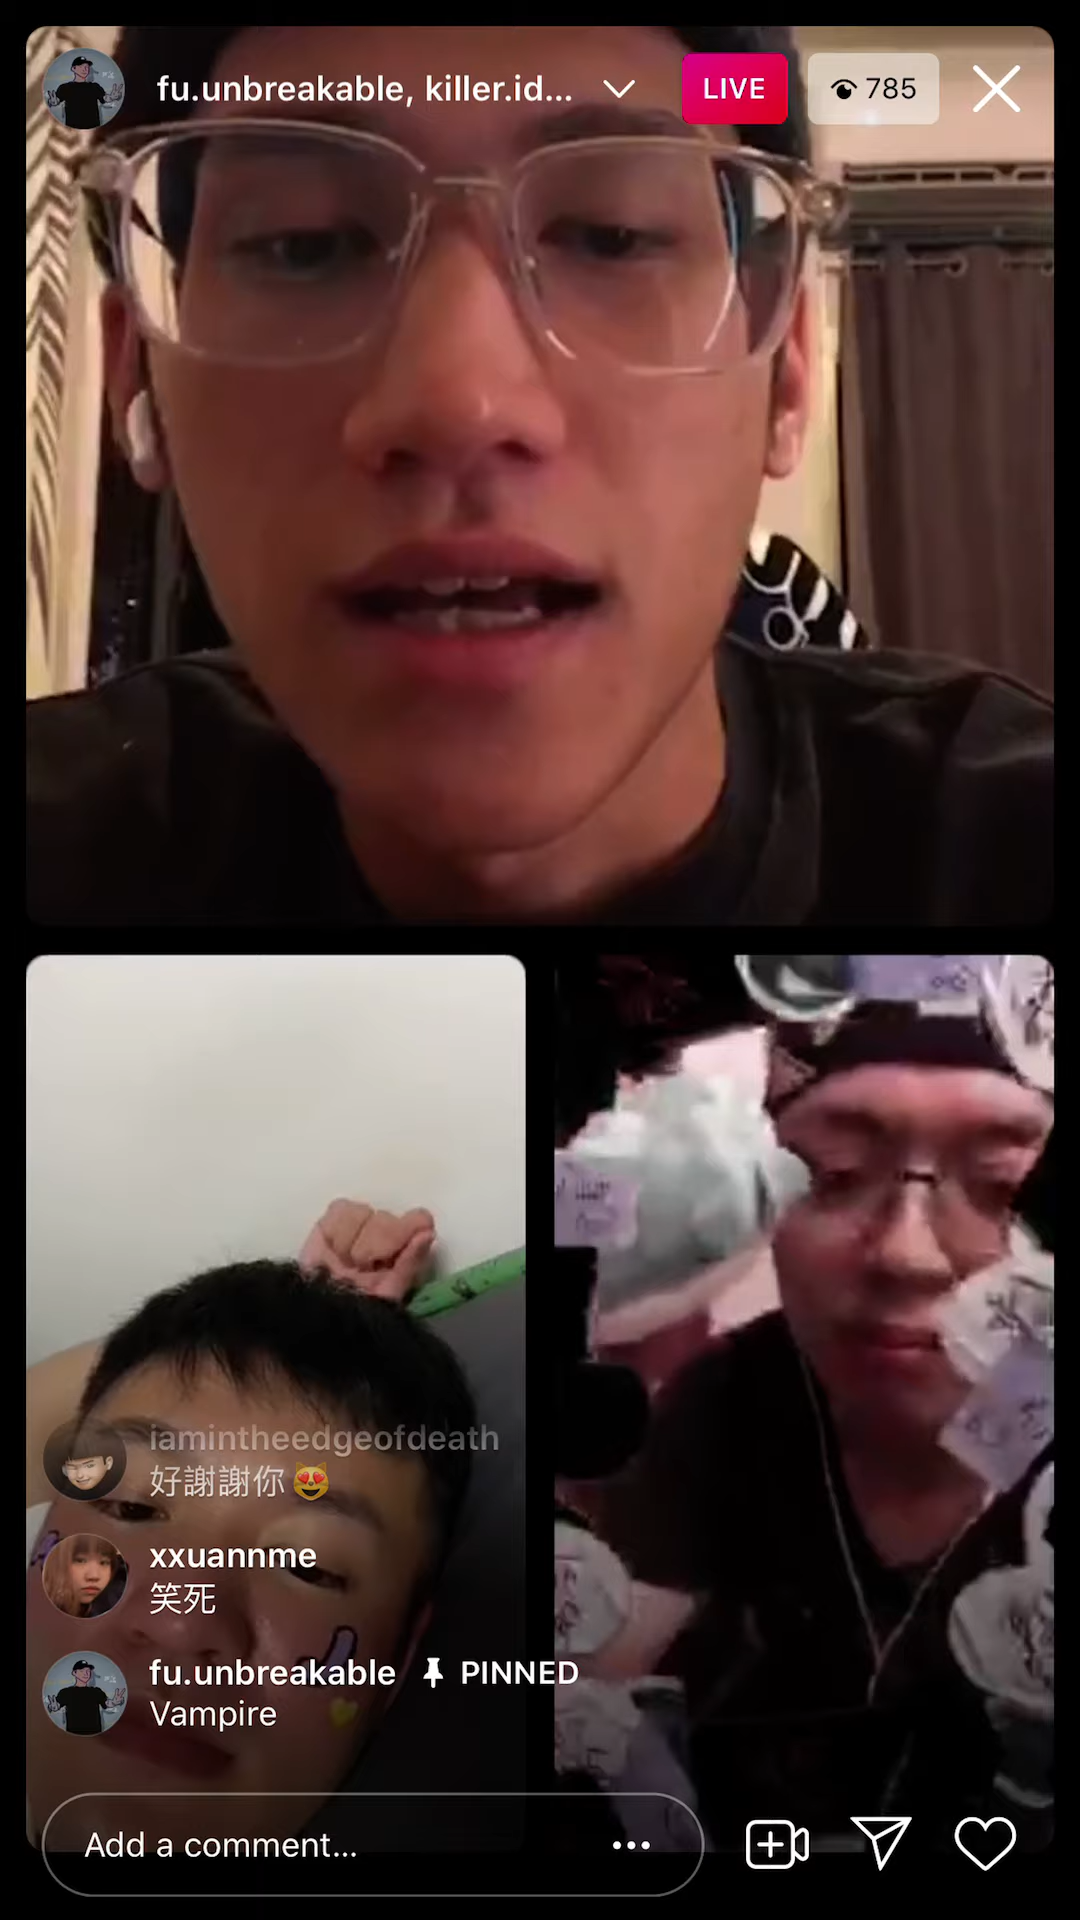 fu.unbreakable, killer.id...
LIVE
785
iamintheedgeofdeath
好謝謝你
xxuannme
笑死
fu.unbreakable PINNED
Vampire
Add a comment...